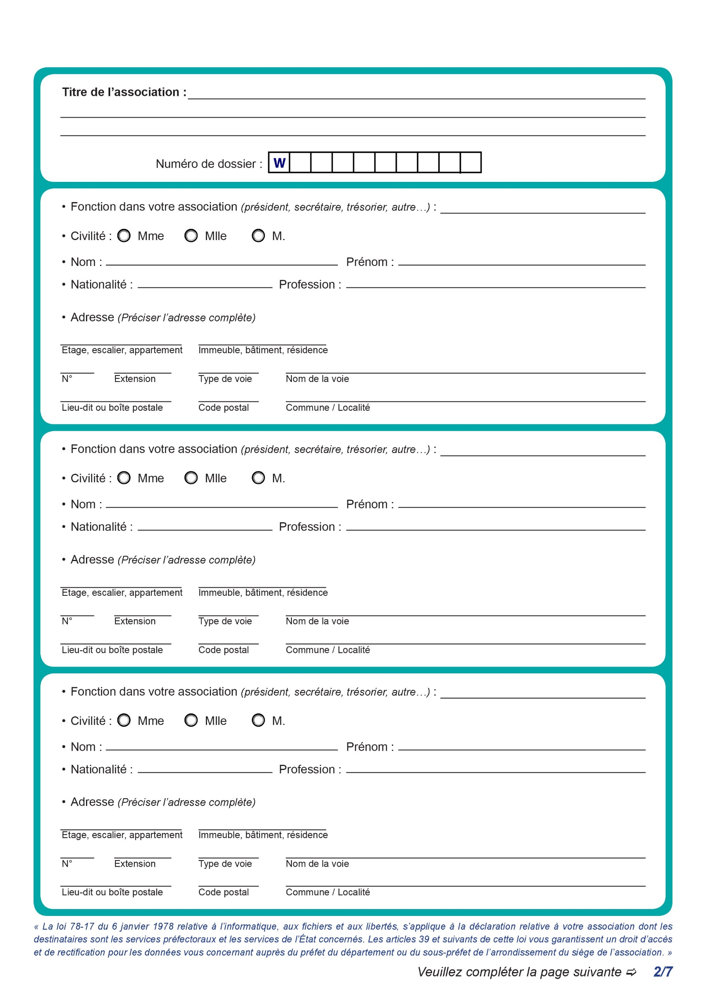 Titre de l’association :
Numéro de dossier : W
• Fonction dans votre association (président, secrétaire, trésorier, autre…) :
• Civilité : Mme Mlle M.
• Nom : Prénom :
• Nationalité : Profession :
• Adresse (Préciser l’adresse complète)
Etage, escalier, appartement Immeuble, bâtiment, résidence
N° Extension Type de voie Nom de la voie
Lieu-dit ou boîte postale Code postal Commune / Localité
• Fonction dans votre association (président, secrétaire, trésorier, autre…) :
• Civilité : Mme Mlle M.
• Nom : Prénom :
• Nationalité : Profession :
• Adresse (Préciser l’adresse complète)
Etage, escalier, appartement Immeuble, bâtiment, résidence
N° Extension Type de voie Nom de la voie
Lieu-dit ou boîte postale Code postal Commune / Localité
• Fonction dans votre association (président, secrétaire, trésorier, autre…) :
• Civilité : Mme Mlle M.
• Nom : Prénom :
• Nationalité : Profession :
• Adresse (Préciser l’adresse complète)
Etage, escalier, appartement Immeuble, bâtiment, résidence
N° Extension Type de voie Nom de la voie
Lieu-dit ou boîte postale Code postal Commune / Localité
« La loi 78-17 du 6 janvier 1978 relative à l’informatique, aux fichiers et aux libertés, s’applique à la déclaration relative à votre association dont les
destinataires sont les services préfectoraux et les services de l’État concernés. Les articles 39 et suivants de cette loi vous garantissent un droit d’accès
et de rectification pour les données vous concernant auprès du préfet du département ou du sous-préfet de l’arrondissement du siège de l’association. »
Veuillez compléter la page suivante ➯ 2/7